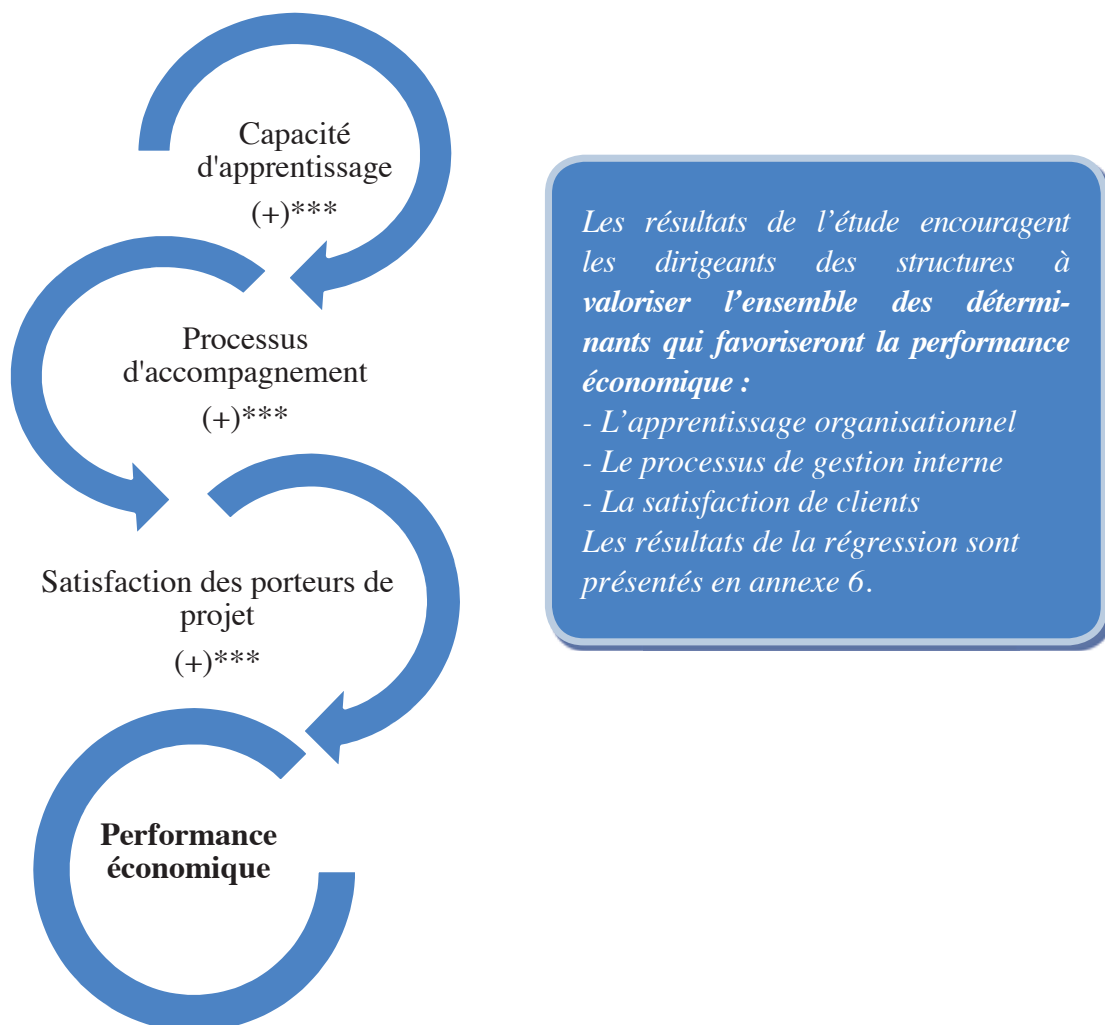 Capacité
d'apprentissage
(+)***
Processus
d'accompagnement
(+)***
Satisfaction des porteurs de
projet
(+)***
Performance
économique
Les résultats de l’étude encouragent
les dirigeants des structures à
valoriser l’ensemble des détermi-
nants qui favoriseront la performance
économique :
- L’apprentissage organisationnel
- Le processus de gestion interne
- La satisfaction de clients
Les résultats de la régression sont
présentés en annexe 6.